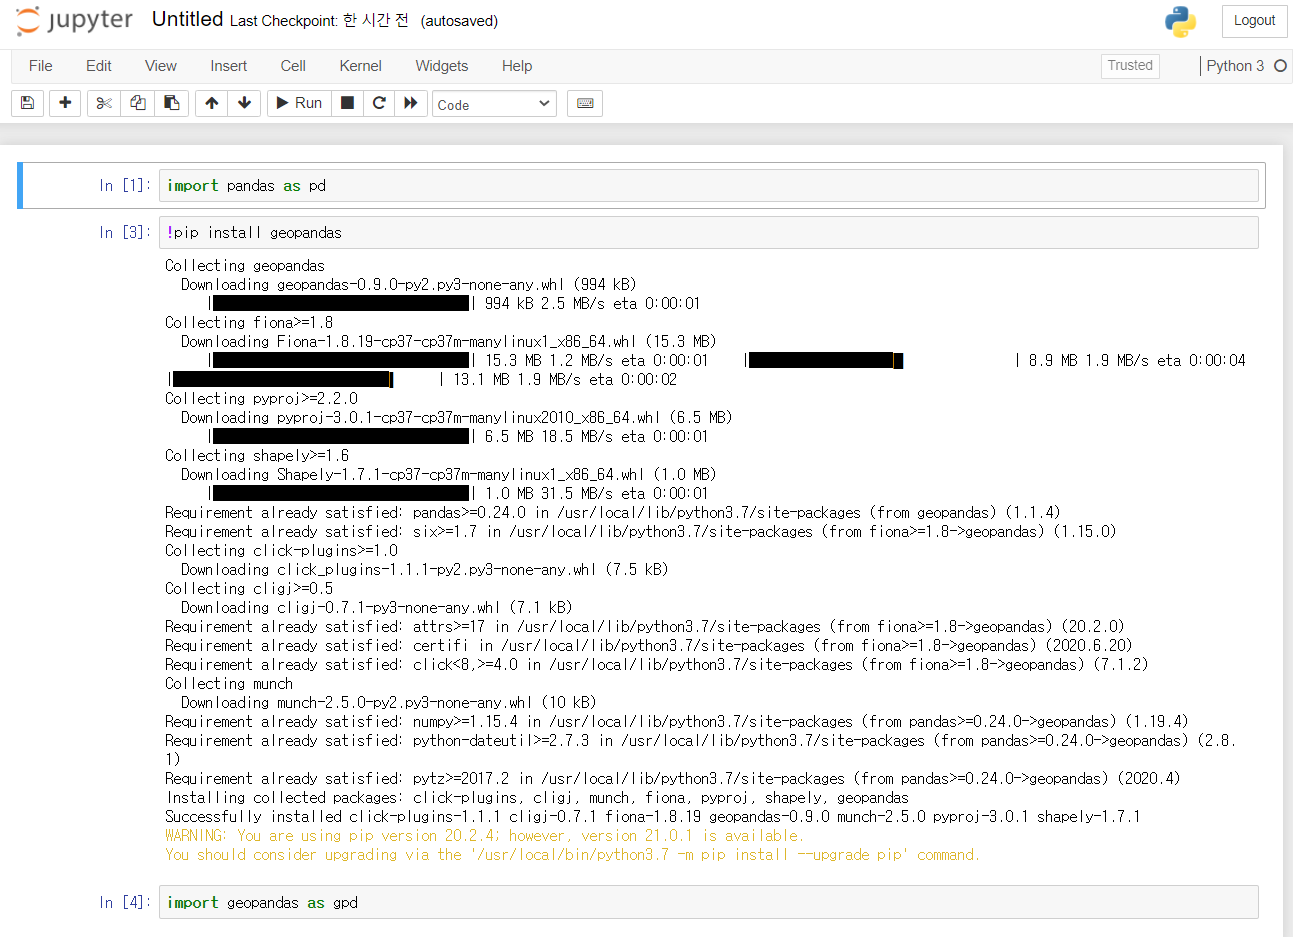 jupyter Untitled Last Checkpoint: 한 시간 전 (autosaved) Logout
File Edit View Insert Cell Kernel Widgets Help Trusted Python 3
Run Code
In [1]: import pandas as pd
In [3]: !pip install geopandas
Collecting geopandas
Downloading geopandas-0.9.0-py2.py3-none-any.whl (994 kB)
| | 994 kB 2.5 MB/s eta 0:00:01
Collecting fiona>=1.8
Downloading Fiona-1.8.19-cp37-cp37m-manylinux1_x86_64.whl (15.3 MB)
| | 15.3 MB 1.2 MB/s eta 0:00:01 | | 8.9 MB 1.9 MB/s eta 0:00:04
| | 13.1 MB 1.9 MB/s eta 0:00:02
Collecting pyproj>=2.2.0
Downloading pyproj-3.0.1-cp37-cp37m-manylinux2010_x86_64.whl (6.5 MB)
| | 6.5 MB 18.5 MB/s eta 0:00:01
Collecting shapely>=1.6
Downloading Shapely-1.7.1-cp37-cp37m-manylinux1_x86_64.whl (1.0 MB)
| | 1.0 MB 31.5 MB/s eta 0:00:01
Requirement already satisfied: pandas>=0.24.0 in /usr/local/lib/python3.7/site-packages (from geopandas) (1.1.4)
Requirement already satisfied: six>=1.7 in /usr/local/lib/python3.7/site-packages (from fiona>=1.8->geopandas) (1.15.0)
Collecting click-plugins>=1.0
Downloading click_plugins-1.1.1-py2.py3-none-any.whl (7.5 kB)
Collecting cligj>=0.5
Downloading cligj-0.7.1-py3-none-any.whl (7.1 kB)
Requirement already satisfied: attrs>=17 in /usr/local/lib/python3.7/site-packages (from fiona>=1.8->geopandas) (20.2.0)
Requirement already satisfied: certifi in /usr/local/lib/python3.7/site-packages (from fiona>=1.8->geopandas) (2020.6.20)
Requirement already satisfied: click<8,>=4.0 in /usr/local/lib/python3.7/site-packages (from fiona>=1.8->geopandas) (7.1.2)
Collecting munch
Downloading munch-2.5.0-py2.py3-none-any.whl (10 kB)
Requirement already satisfied: numpy>=1.15.4 in /usr/local/lib/python3.7/site-packages (from pandas>=0.24.0->geopandas) (1.19.4)
Requirement already satisfied: python-dateutil>=2.7.3 in /usr/local/lib/python3.7/site-packages (from pandas>=0.24.0->geopandas) (2.8.
1)
Requirement already satisfied: pytz>=2017.2 in /usr/local/lib/python3.7/site-packages (from pandas>=0.24.0->geopandas) (2020.4)
Installing collected packages: click-plugins, cligj, munch, fiona, pyproj, shapely, geopandas
Successfully installed click-plugins-1.1.1 cligj-0.7.1 fiona-1.8.19 geopandas-0.9.0 munch-2.5.0 pyproj-3.0.1 shapely-1.7.1
WARNING: You are using pip version 20.2.4; however, version 21.0.1 is available.
You should consider upgrading via the '/usr/local/bin/python3.7 -m pip install --upgrade pip' command.
In [4]: import geopandas as gpd